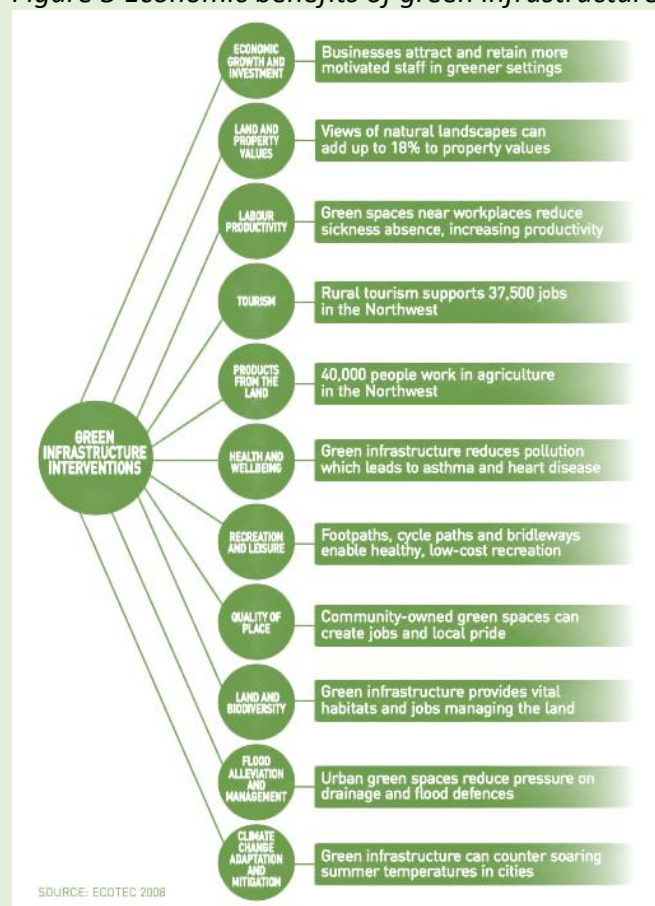 Figure 3 Economic benefits of green infrastructure
ECONOMIC
GROWTH AND
INVESTMENT
Businesses attract and retain more
motivated staff in greener settings
LAND AND
PROPERTY
VALUES
Views of natural landscapes can
add up to 18% to property values
LABOUR
PRODUCTIVITY
Green spaces near workplaces reduce
sickness absence, increasing productivity
TOURISM
Rural tourism supports 37,500 jobs
in the Northwest
PRODUCTS
FROM THE
LAND
40,000 people work in agriculture
in the Northwest
GREEN
INFRASTRUCTURE
INTERVENTIONS
HEALTH AND
WELLBEING
Green infrastructure reduces pollution
which leads to asthma and heart disease
RECREATION
AND LEISURE
Footpaths, cycle paths and bridleways
enable healthy, low-cost recreation
QUALITY OF
PLACE
Community-owned green spaces can
create jobs and local pride
LAND AND
BIODIVERSITY
Green infrastructure provides vital
habitats and jobs managing the land
FLOOD
ALLEVIATION
AND
MANAGEMENT
Urban green spaces reduce pressure on
drainage and flood defences
CLIMATE
CHANGE
ADAPTATION
AND
MITIGATION
Green infrastructure can counter soaring
summer temperatures in cities
SOURCE: ECOTEC 2008